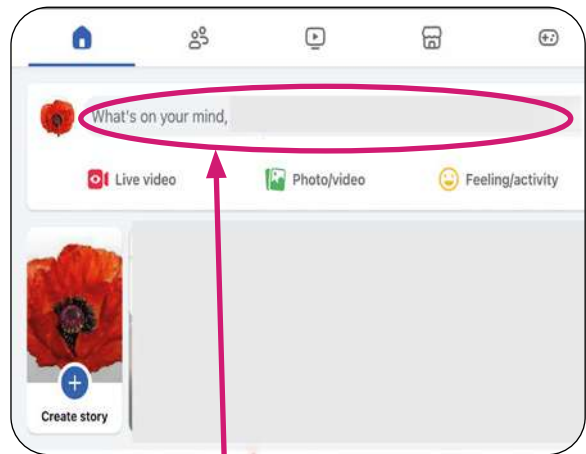 What's on your mind,
Live video
Photo/video
Feeling/activity
Create story